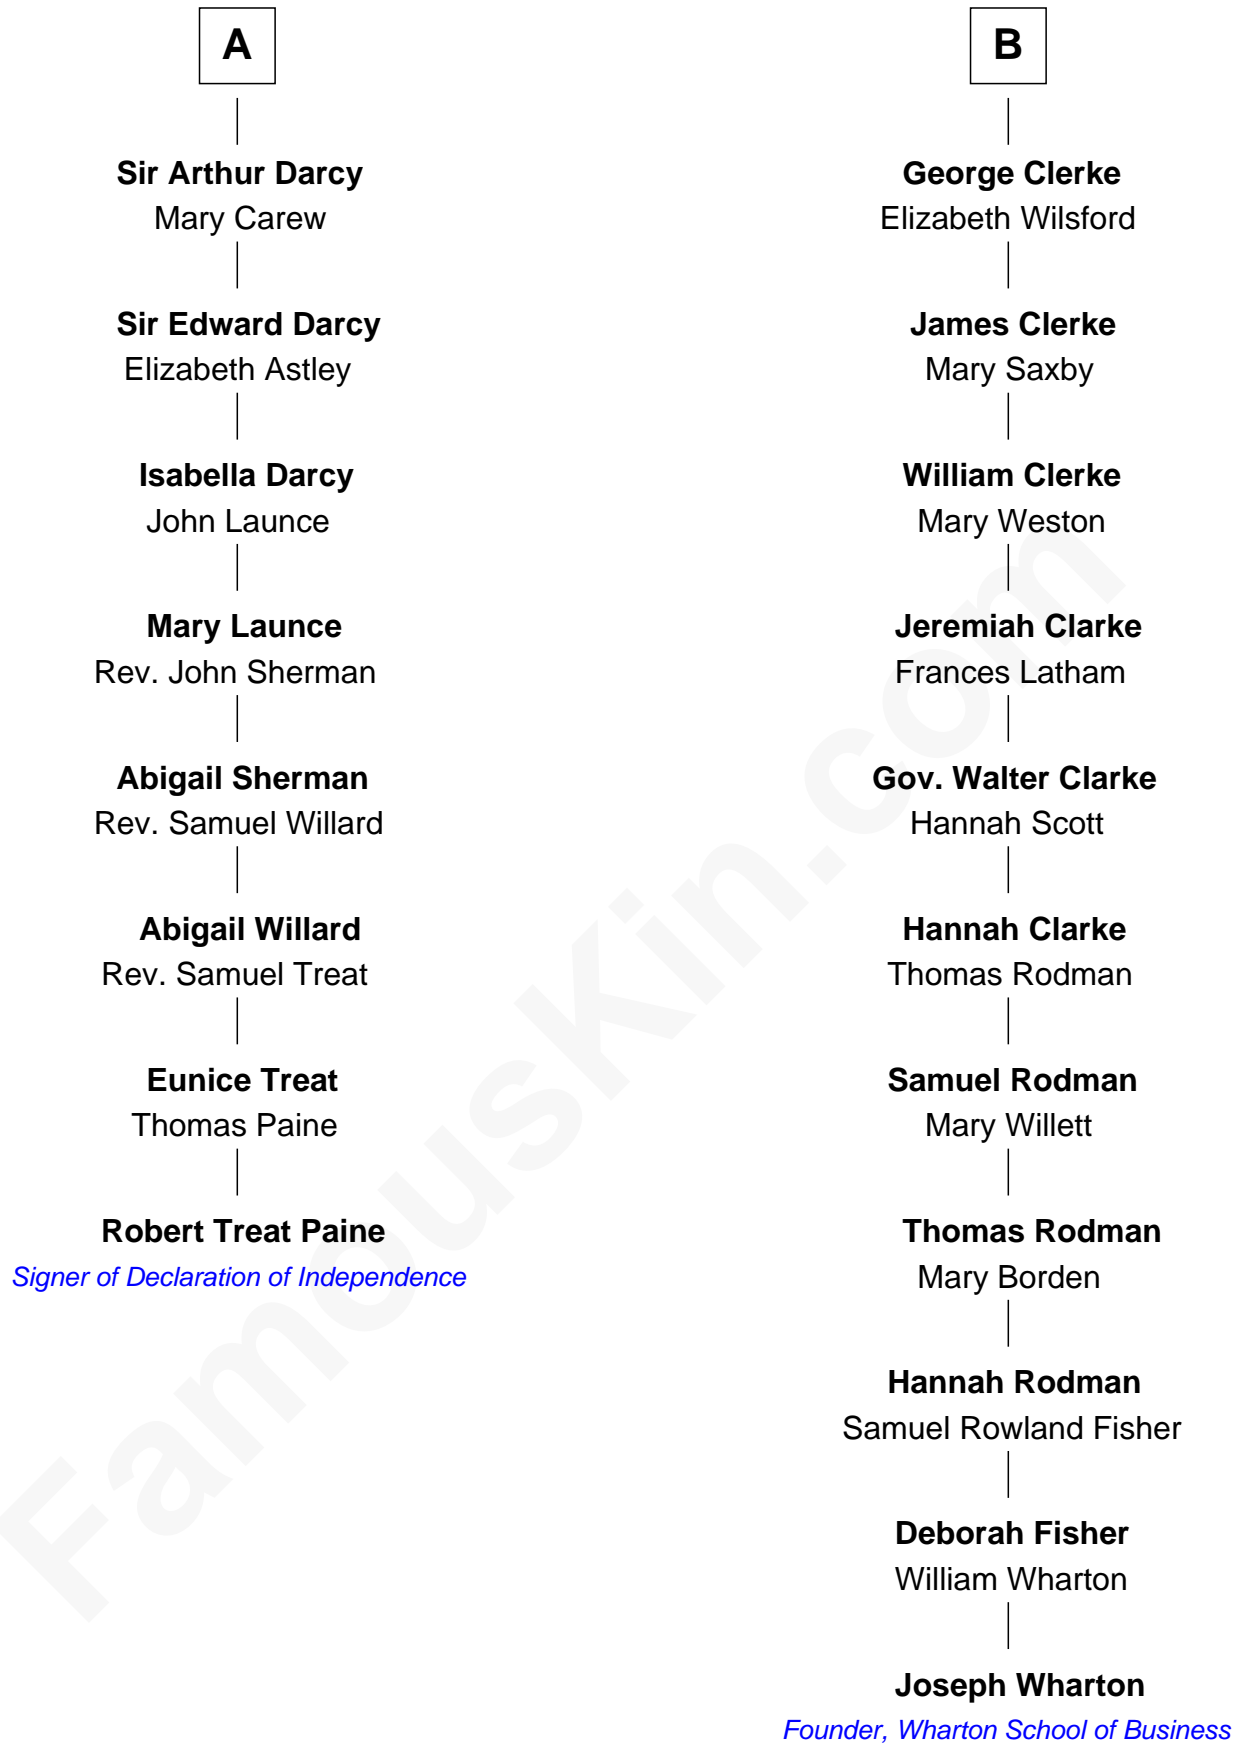 A
Sir Arthur Darcy
Mary Carew
Sir Edward Darcy
Elizabeth Astley
Isabella Darcy
John Launce
Mary Launce
Rev. John Sherman
Abigail Sherman
Rev. Samuel Willard
Abigail Willard
Rev. Samuel Treat
Eunice Treat
Thomas Paine
Robert Treat Paine
Signer of Declaration of Independence
B
George Clerke
Elizabeth Wilsford
James Clerke
Mary Saxby
William Clerke
Mary Weston
Jeremiah Clarke
Frances Latham
Gov. Walter Clarke
Hannah Scott
Hannah Clarke
Thomas Rodman
Samuel Rodman
Mary Willett
Thomas Rodman
Mary Borden
Hannah Rodman
Samuel Rowland Fisher
Deborah Fisher
William Wharton
Joseph Wharton
Founder, Wharton School of Business
FamousKin.com